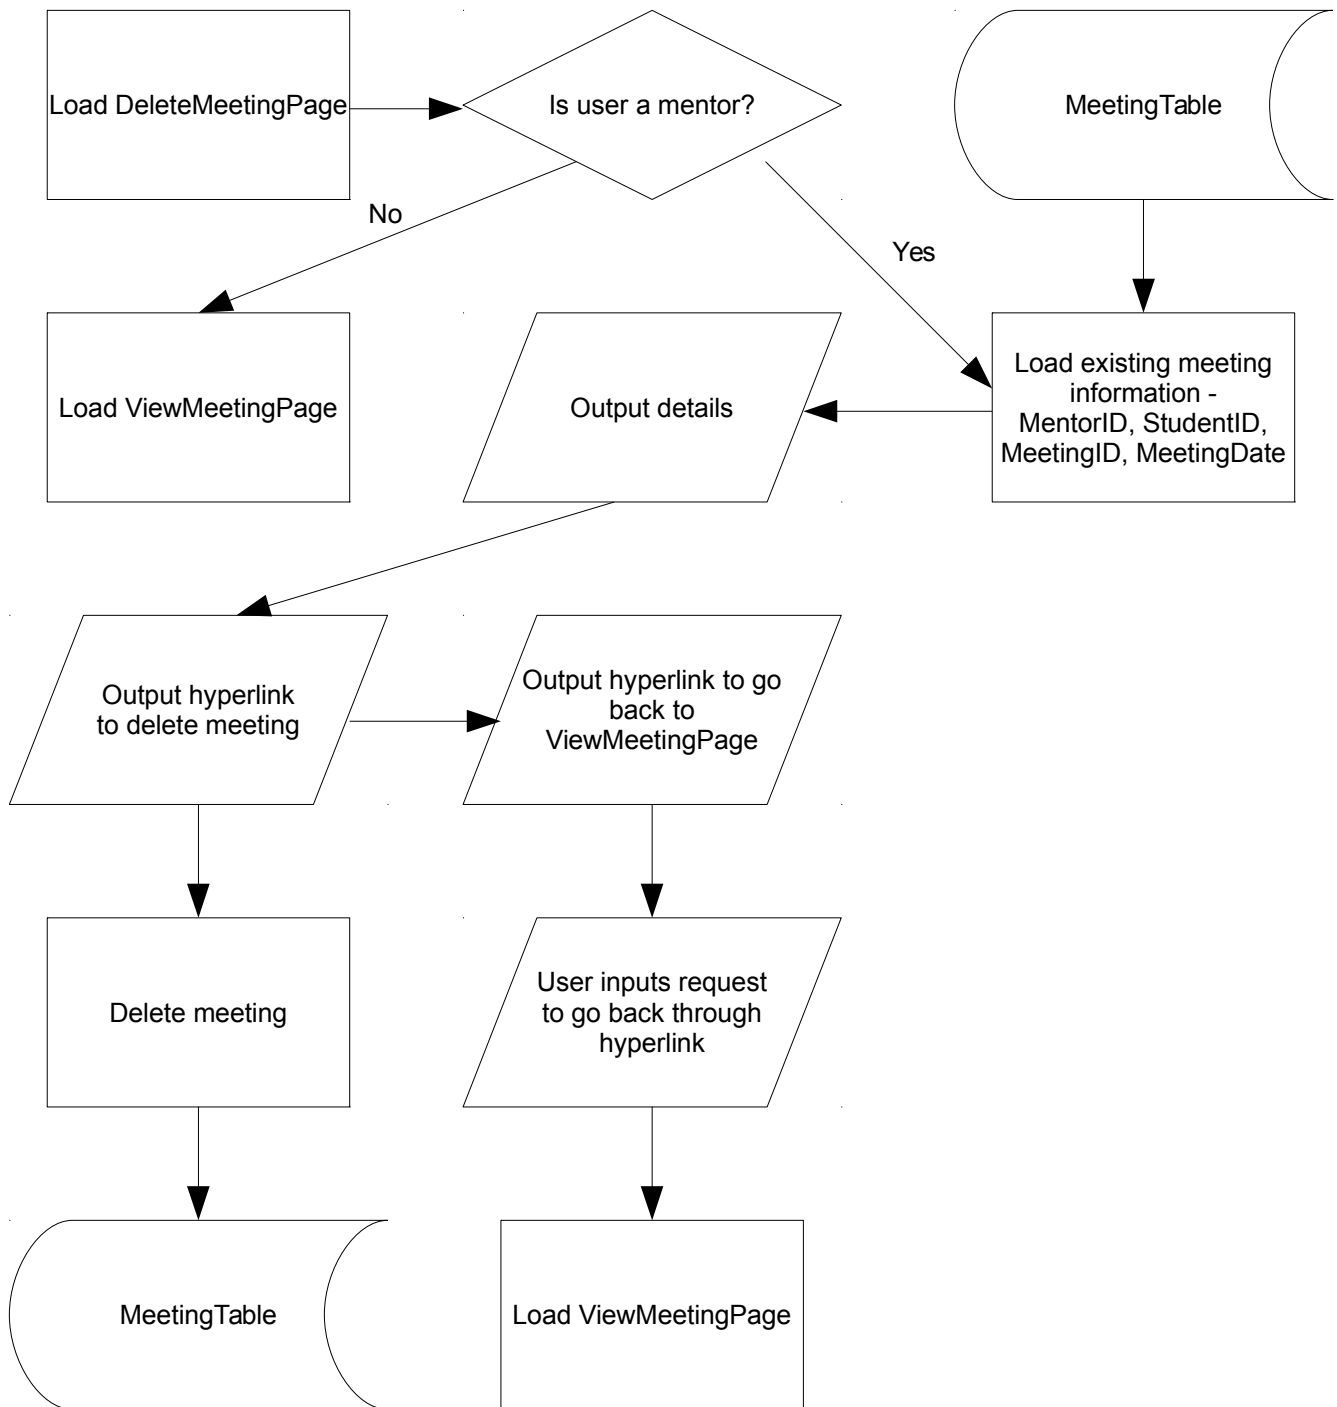 Load DeleteMeetingPage
Is user a mentor?
MeetingTable
No
Yes
Load ViewMeetingPage
Output details
Load existing meeting
information -
MentorID, StudentID,
MeetingID, MeetingDate
Output hyperlink
to delete meeting
Output hyperlink to go
back to
ViewMeetingPage
Delete meeting
User inputs request
to go back through
hyperlink
MeetingTable
Load ViewMeetingPage